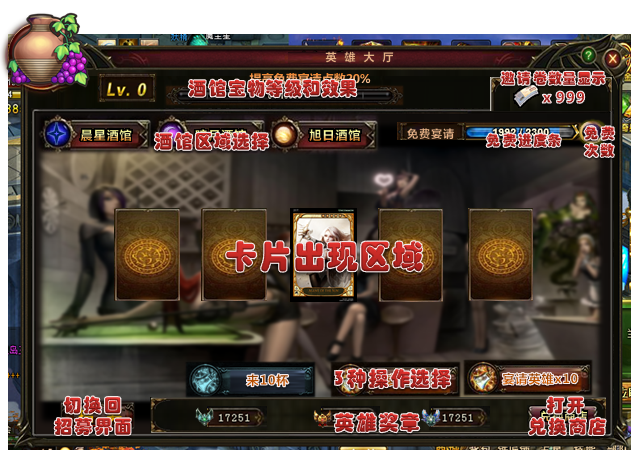 英雄大厅
Lv. 0
酒馆宝物等级和效果
邀请卷数量显示
x 999
晨星酒馆
酒馆区域选择
旭日酒馆
免费宴请
免费进度条
免费
次数
卡片出现区域
来10杯
3种操作选择
宴请英雄x10
切换回
招募界面
17251
英雄奖章
17251
打开
兑换商店